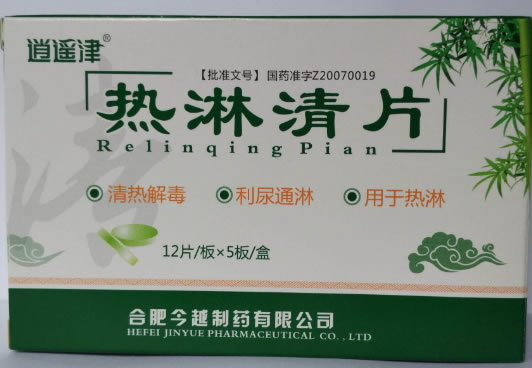 逍遥津®
【批准文号】 国药准字Z20070019
热淋清片
Relinqing Pian
清热解毒 利尿通淋 用于热淋
12片/板×5板/盒
合肥今越制药有限公司
HEFEI JINYUE PHARMACEUTICAL CO., LTD
清